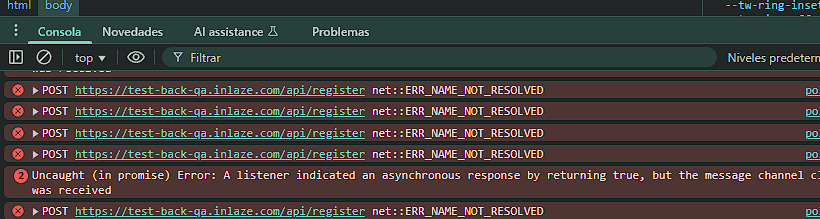 html body
--tw-ring-inset
Consola Novedades AI assistance Problemas
top Filtrar Niveles predeterm
was received
POST https://test-back-qa.inlaze.com/api/register net::ERR_NAME_NOT_RESOLVED po
POST https://test-back-qa.inlaze.com/api/register net::ERR_NAME_NOT_RESOLVED po
POST https://test-back-qa.inlaze.com/api/register net::ERR_NAME_NOT_RESOLVED po
POST https://test-back-qa.inlaze.com/api/register net::ERR_NAME_NOT_RESOLVED po
2 Uncaught (in promise) Error: A listener indicated an asynchronous response by returning true, but the message channel cl
was received
POST https://test-back-qa.inlaze.com/api/register net::ERR_NAME_NOT_RESOLVED po